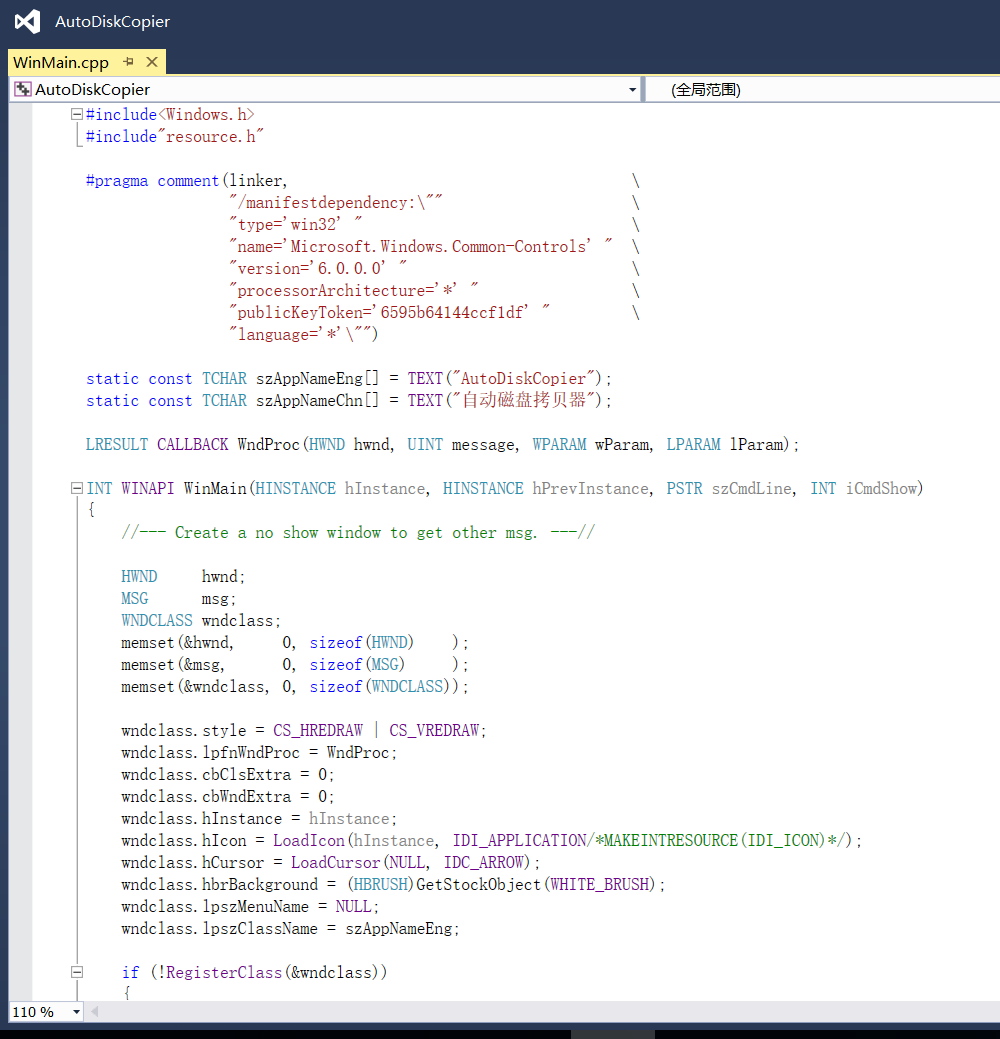 AutoDiskCopier
WinMain.cpp
AutoDiskCopier
(全局范围)
#include<Windows.h>
#include"resource.h"
#pragma comment(linker, \
"/manifestdependency:\"" \
"type='win32' " \
"name='Microsoft.Windows.Common-Controls' " \
"version='6.0.0.0' " \
"processorArchitecture='*' " \
"publicKeyToken='6595b64144ccf1df' " \
"language='*'\"")
static const TCHAR szAppNameEng[] = TEXT("AutoDiskCopier");
static const TCHAR szAppNameChn[] = TEXT("自动磁盘拷贝器");
LRESULT CALLBACK WndProc(HWND hwnd, UINT message, WPARAM wParam, LPARAM lParam);
INT WINAPI WinMain(HINSTANCE hInstance, HINSTANCE hPrevInstance, PSTR szCmdLine, INT iCmdShow)
{
//--- Create a no show window to get other msg. ---//
HWND hwnd;
MSG msg;
WNDCLASS wndclass;
memset(&hwnd, 0, sizeof(HWND) );
memset(&msg, 0, sizeof(MSG) );
memset(&wndclass, 0, sizeof(WNDCLASS));
wndclass.style = CS_HREDRAW | CS_VREDRAW;
wndclass.lpfnWndProc = WndProc;
wndclass.cbClsExtra = 0;
wndclass.cbWndExtra = 0;
wndclass.hInstance = hInstance;
wndclass.hIcon = LoadIcon(hInstance, IDI_APPLICATION/*MAKEINTRESOURCE(IDI_ICON)*/);
wndclass.hCursor = LoadCursor(NULL, IDC_ARROW);
wndclass.hbrBackground = (HBRUSH)GetStockObject(WHITE_BRUSH);
wndclass.lpszMenuName = NULL;
wndclass.lpszClassName = szAppNameEng;
if (!RegisterClass(&wndclass))
{
110 %